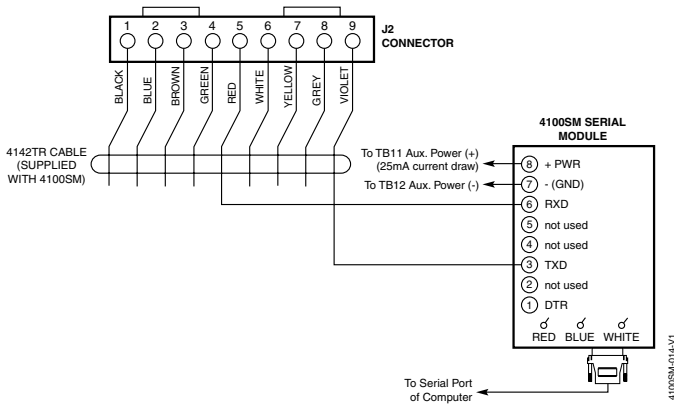 1 2 3 4 5 6 7 8 9
J2
CONNECTOR
BLACK
BLUE
BROWN
GREEN
RED
WHITE
YELLOW
GREY
VIOLET
4142TR CABLE
(SUPPLIED
WITH 4100SM)
4100SM SERIAL
MODULE
To TB11 Aux. Power (+)
(25mA current draw)
To TB12 Aux. Power (-)
8 + PWR
7 - (GND)
6 RXD
5 not used
4 not used
3 TXD
2 not used
1 DTR
RED BLUE WHITE
To Serial Port
of Computer
4100SM-014-V1